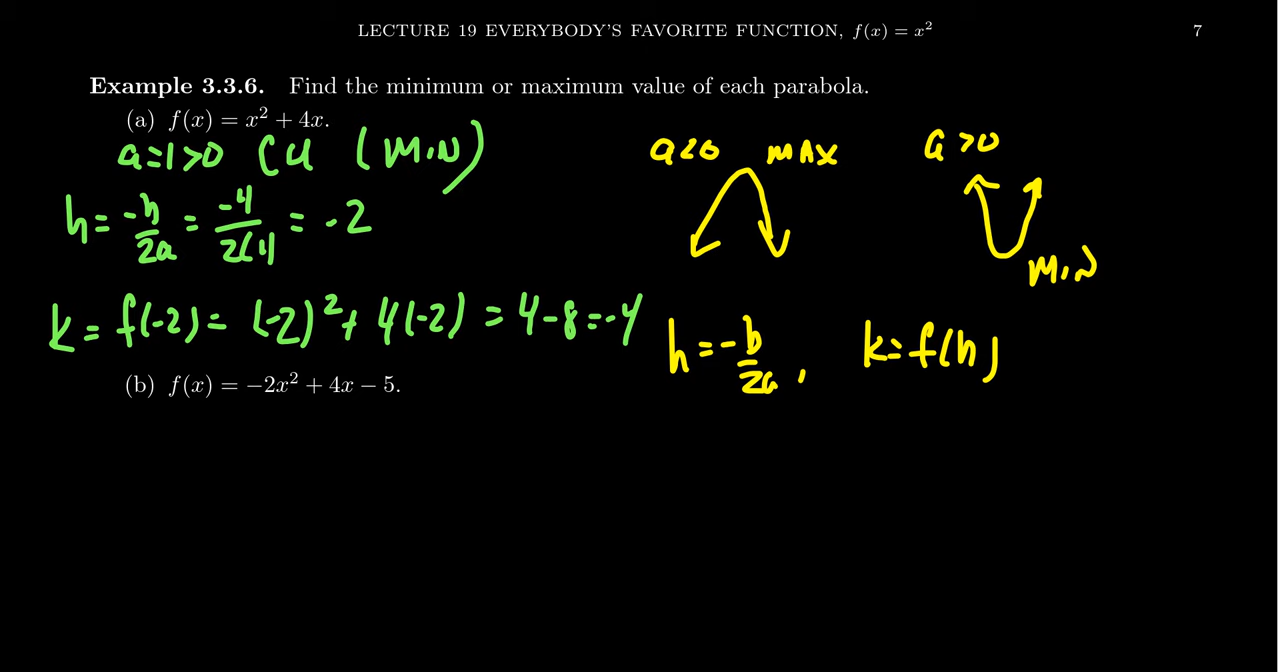 LECTURE 19 EVERYBODY'S FAVORITE FUNCTION, f(x) = x² 7
Example 3.3.6. Find the minimum or maximum value of each parabola.
(a) f(x) = x² + 4x.
a=1>0 CU (MIN)
h = -b/2a = -4/2(1) = -2
k = f(-2) = (-2)² + 4(-2) = 4-8 = -4
a<0 MAX
a>0
MIN
h = -b/2a, k = f(h)
(b) f(x) = −2x² + 4x − 5.